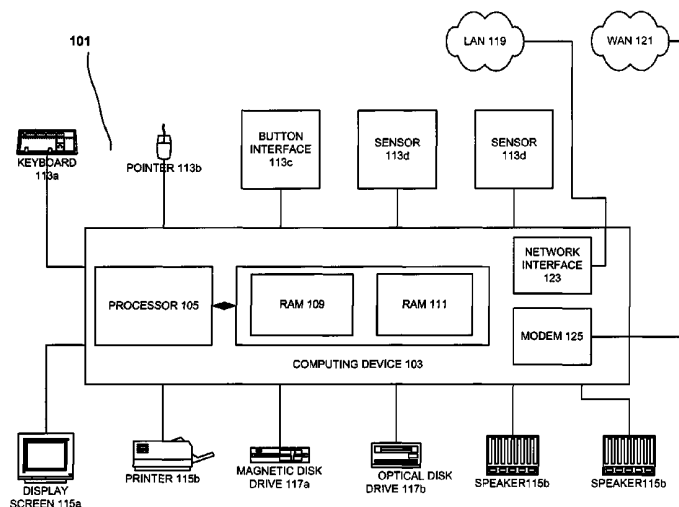 LAN 119
WAN 121
101
KEYBOARD
113a
POINTER 113b
BUTTON
INTERFACE
113c
SENSOR
113d
SENSOR
113d
NETWORK
INTERFACE
123
PROCESSOR 105
RAM 109
RAM 111
MODEM 125
COMPUTING DEVICE 103
DISPLAY
SCREEN 115a
PRINTER 115b
MAGNETIC DISK
DRIVE 117a
OPTICAL DISK
DRIVE 117b
SPEAKER115b
SPEAKER115b